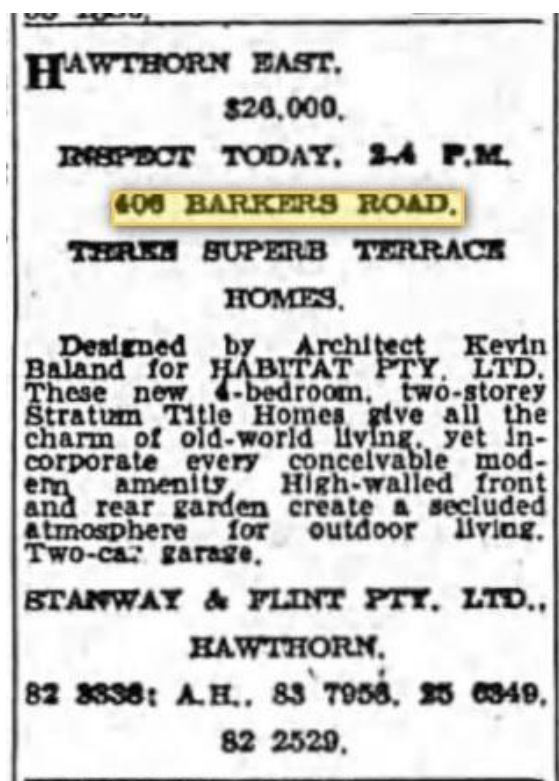 HAWTHORN EAST.
$26,000.
INSPECT TODAY, 2-4 P.M.
406 BARKERS ROAD.
THREE SUPERB TERRACE
HOMES.
Designed by Architect Kevin
Baland for HABITAT PTY. LTD.
These new 4-bedroom, two-storey
Stratum Title Homes give all the
charm of old-world living, yet in-
corporate every conceivable mod-
ern amenity. High-walled front
and rear garden create a secluded
atmosphere for outdoor living.
Two-car garage.
STANWAY & FLINT PTY. LTD.,
HAWTHORN.
82 3336; A.H., 83 7956, 25 6349,
82 2529.